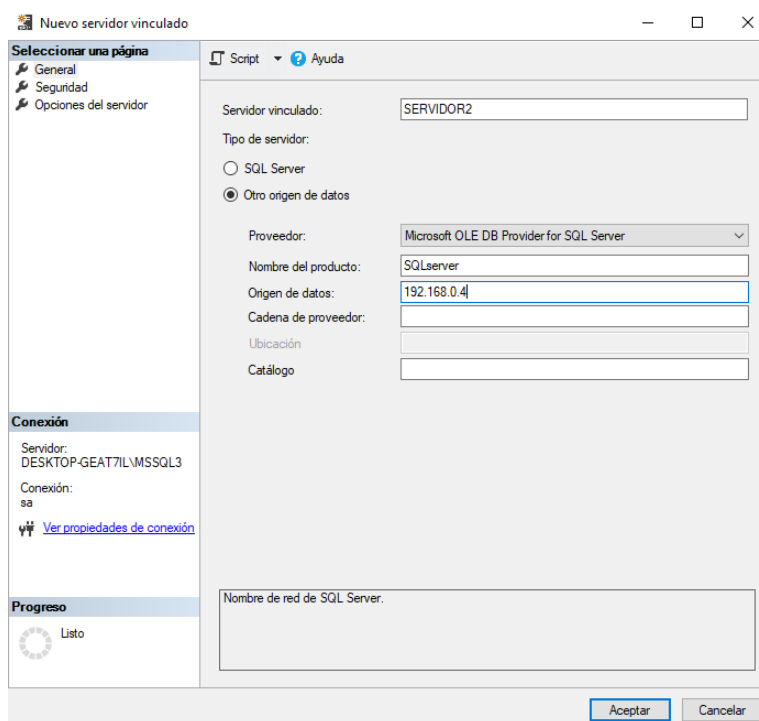 Nuevo servidor vinculado
Seleccionar una página
General
Seguridad
Opciones del servidor
Script
Ayuda
Servidor vinculado:
SERVIDOR2
Tipo de servidor:
SQL Server
Otro origen de datos
Proveedor:
Microsoft OLE DB Provider for SQL Server
Nombre del producto:
SQLserver
Origen de datos:
192.168.0.4
Cadena de proveedor:
Ubicación
Catálogo
Conexión
Servidor:
DESKTOP-GEAT7IL\MSSQL3
Conexión:
sa
Ver propiedades de conexión
Progreso
Listo
Nombre de red de SQL Server.
Aceptar
Cancelar